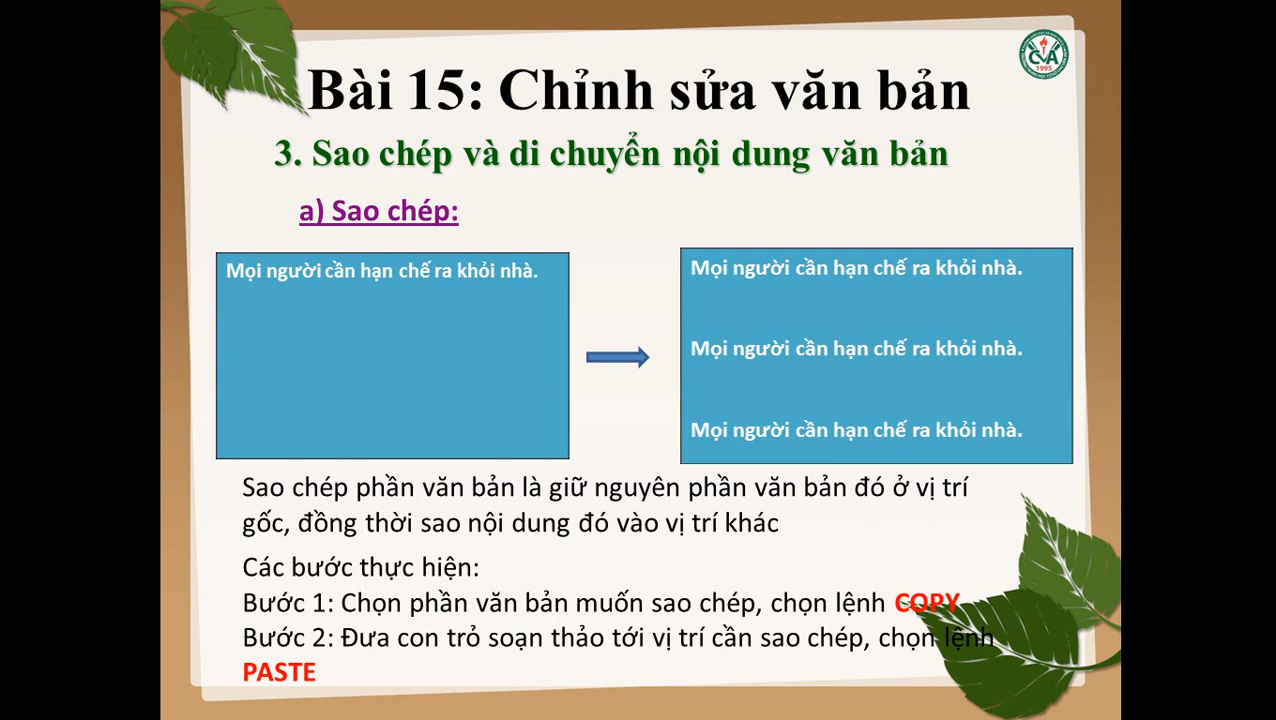 Bài 15: Chỉnh sửa văn bản
CVA
1995
3. Sao chép và di chuyển nội dung văn bản
a) Sao chép:
Mọi người cần hạn chế ra khỏi nhà.
Mọi người cần hạn chế ra khỏi nhà.
Mọi người cần hạn chế ra khỏi nhà.
Mọi người cần hạn chế ra khỏi nhà.
Sao chép phần văn bản là giữ nguyên phần văn bản đó ở vị trí
gốc, đồng thời sao nội dung đó vào vị trí khác
Các bước thực hiện:
Bước 1: Chọn phần văn bản muốn sao chép, chọn lệnh COPY
Bước 2: Đưa con trỏ soạn thảo tới vị trí cần sao chép, chọn lệnh
PASTE